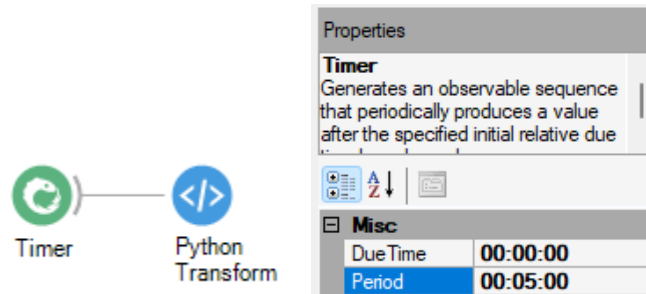 Timer
Python
Transform
Properties
Timer
Generates an observable sequence
that periodically produces a value
after the specified initial relative due
A
Z
Misc
DueTime 00:00:00
Period 00:05:00